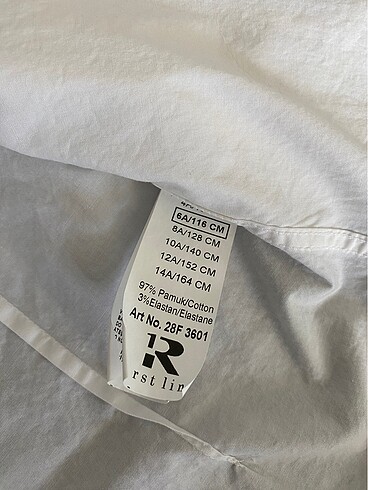 6A/116 CM
8A/128 CM
10A/140 CM
12A/152 CM
14A/164 CM
97% Pamuk/Cotton
3%Elastan/Elastane
Art No. 28F 3601
1R
rst lin